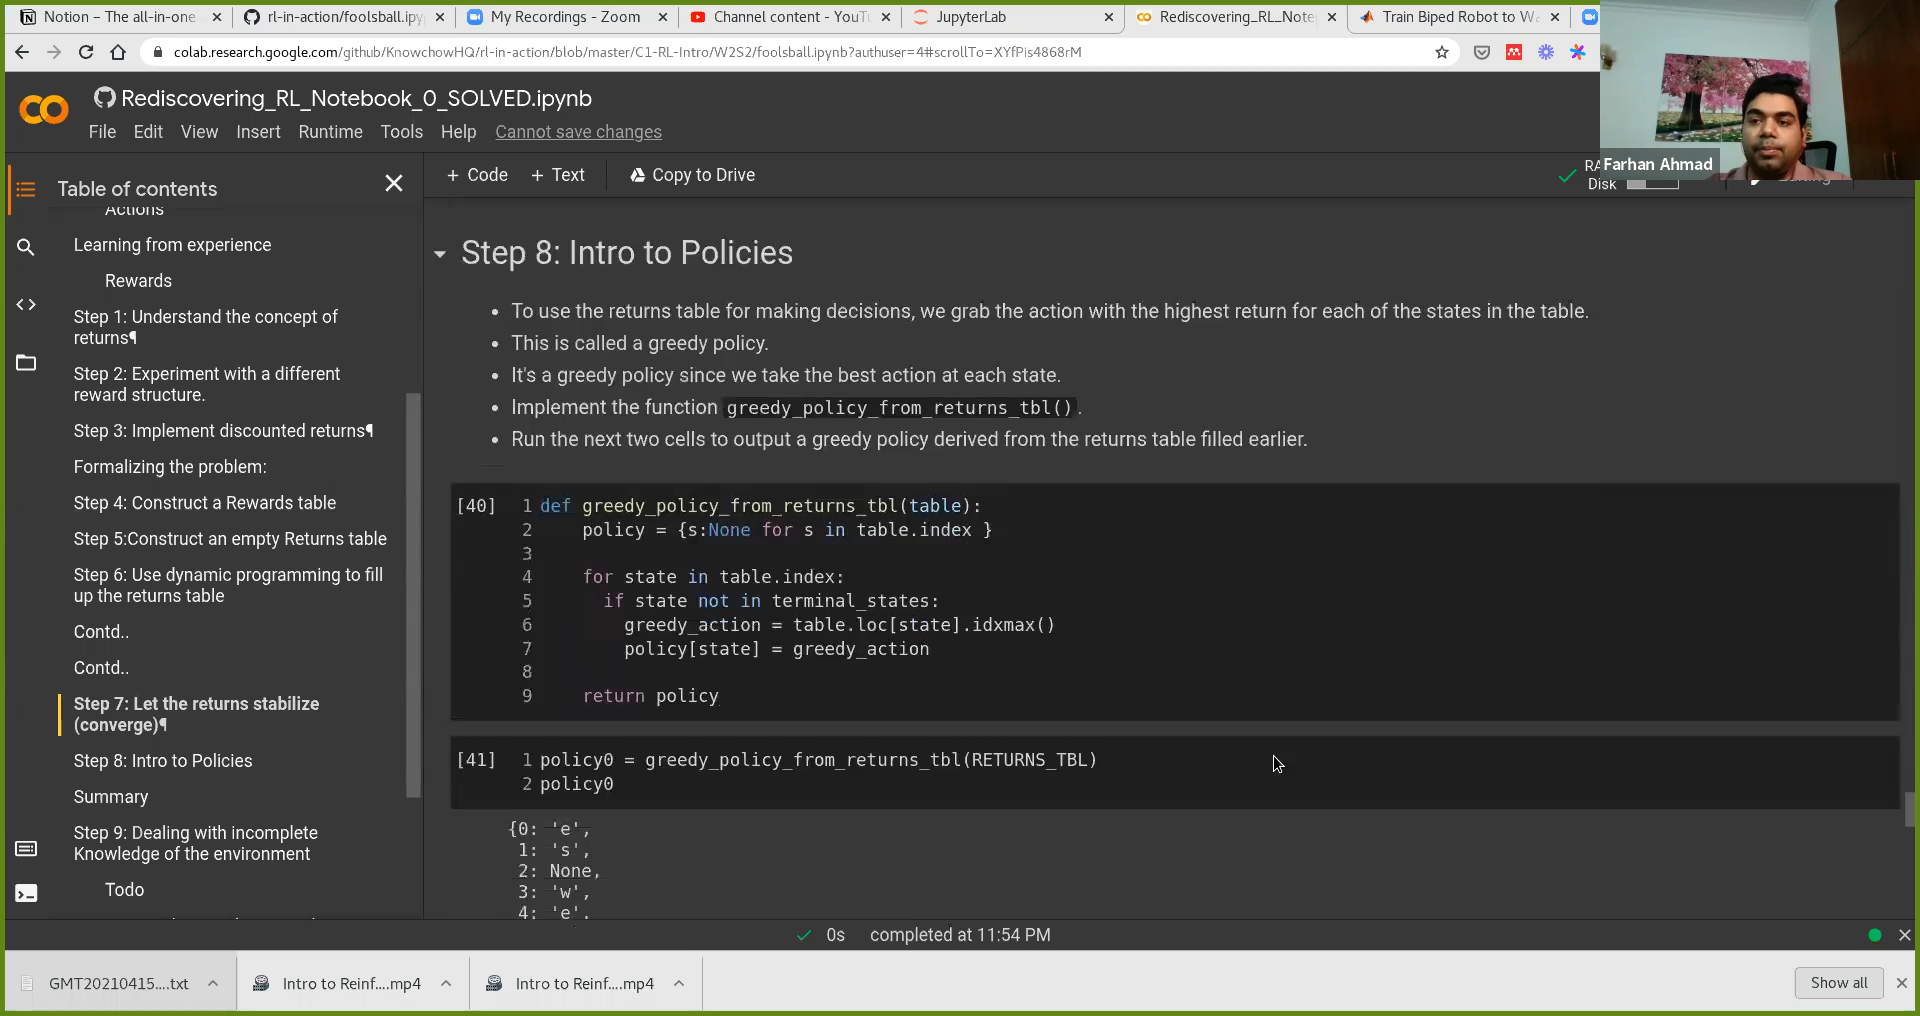 Notion – The all-in-one
rl-in-action/foolsball.ipy
My Recordings - Zoom
Channel content - YouT
JupyterLab
Rediscovering_RL_Note
Train Biped Robot to W
colab.research.google.com/github/KnowchowHQ/rl-in-action/blob/master/C1-RL-Intro/W2S2/foolsball.ipynb?authuser=4#scrollTo=XYfPis4868rM
Rediscovering_RL_Notebook_0_SOLVED.ipynb
File Edit View Insert Runtime Tools Help Cannot save changes
Farhan Ahmad
Table of contents
+ Code + Text Copy to Drive
RA
Disk
Editing
Actions
Learning from experience
Rewards
Step 1: Understand the concept of
returns¶
Step 2: Experiment with a different
reward structure.
Step 3: Implement discounted returns¶
Formalizing the problem:
Step 4: Construct a Rewards table
Step 5:Construct an empty Returns table
Step 6: Use dynamic programming to fill
up the returns table
Contd..
Contd..
Step 7: Let the returns stabilize
(converge)¶
Step 8: Intro to Policies
Summary
Step 9: Dealing with incomplete
Knowledge of the environment
Todo
Step 8: Intro to Policies
• To use the returns table for making decisions, we grab the action with the highest return for each of the states in the table.
• This is called a greedy policy.
• It's a greedy policy since we take the best action at each state.
• Implement the function greedy_policy_from_returns_tbl().
• Run the next two cells to output a greedy policy derived from the returns table filled earlier.
[40] 1 def greedy_policy_from_returns_tbl(table):
2 policy = {s:None for s in table.index }
3
4 for state in table.index:
5 if state not in terminal_states:
6 greedy_action = table.loc[state].idxmax()
7 policy[state] = greedy_action
8
9 return policy
[41] 1 policy0 = greedy_policy_from_returns_tbl(RETURNS_TBL)
2 policy0
{0: 'e',
1: 's',
2: None,
3: 'w',
4: 'e',
0s completed at 11:54 PM
GMT20210415....txt
Intro to Reinf....mp4
Intro to Reinf....mp4
Show all